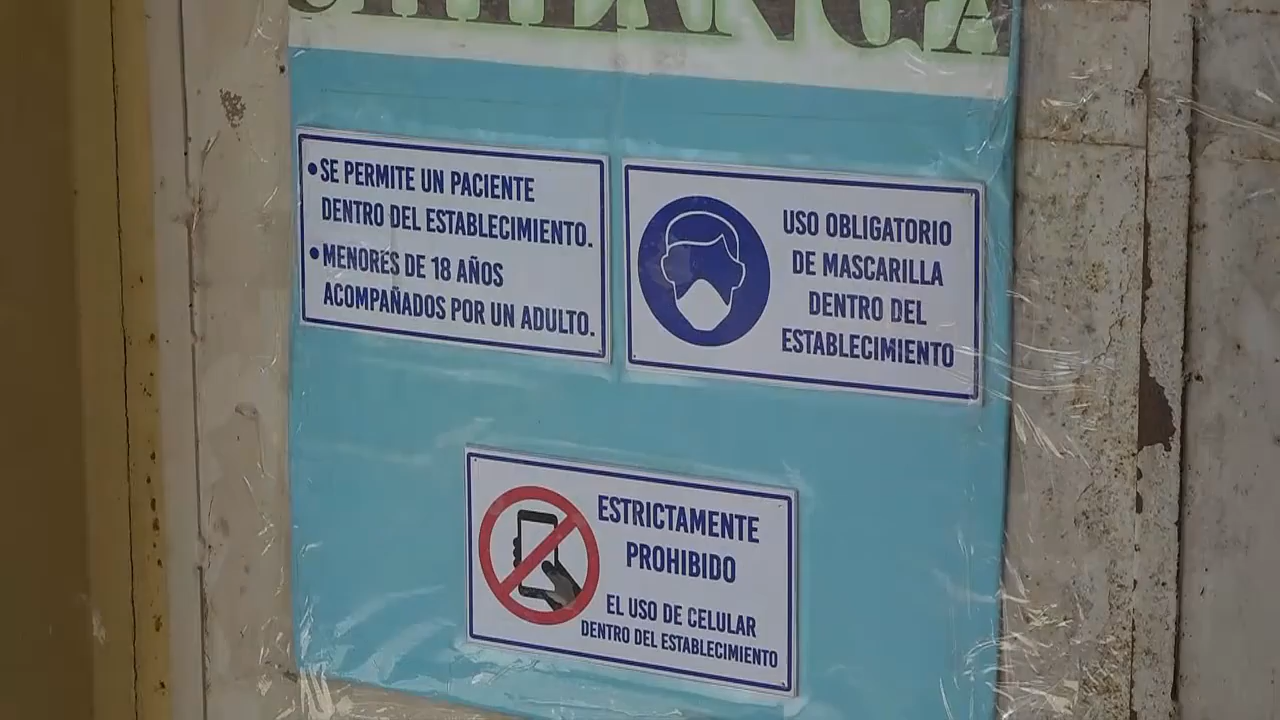 • SE PERMITE UN PACIENTE
DENTRO DEL ESTABLECIMIENTO.
• MENORES DE 18 AÑOS
ACOMPAÑADOS POR UN ADULTO.
USO OBLIGATORIO
DE MASCARILLA
DENTRO DEL
ESTABLECIMIENTO
ESTRICTAMENTE
PROHIBIDO
EL USO DE CELULAR
DENTRO DEL ESTABLECIMIENTO